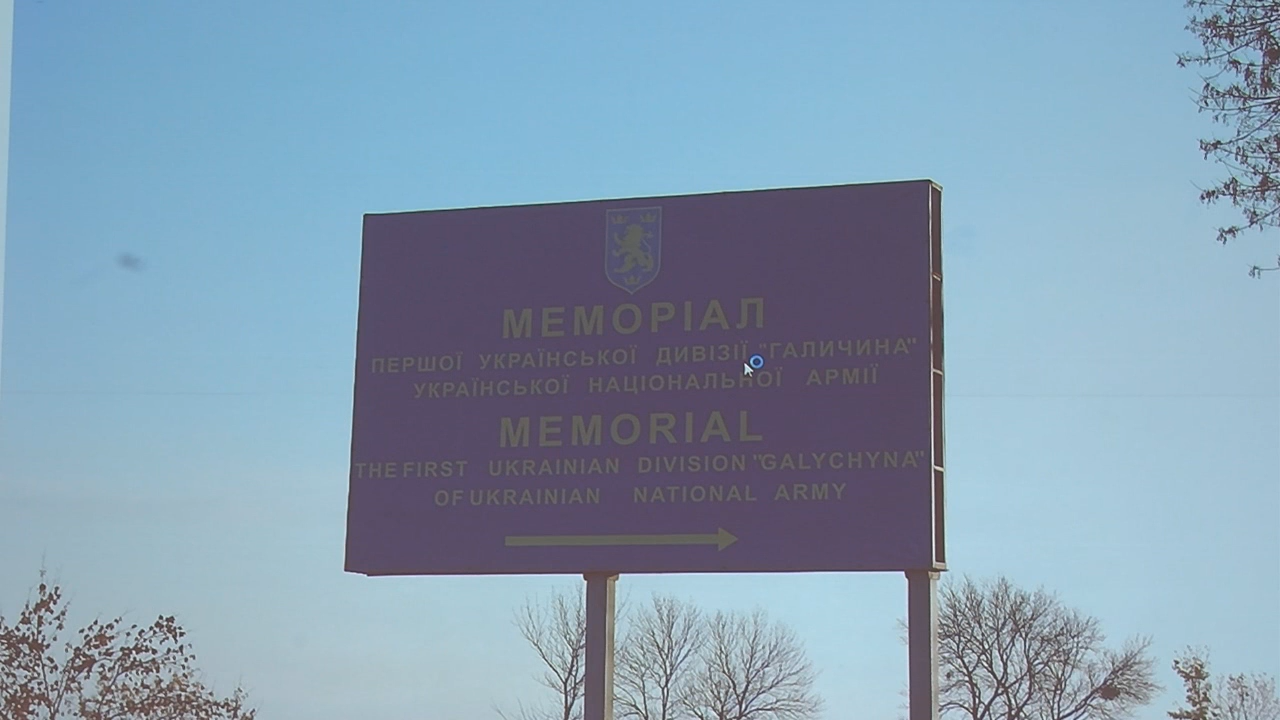 МЕМОРІАЛ
ПЕРШОЇ УКРАЇНСЬКОЇ ДИВІЗІЇ "ГАЛИЧИНА"
УКРАЇНСЬКОЇ НАЦІОНАЛЬНОЇ АРМІЇ
MEMORIAL
THE FIRST UKRAINIAN DIVISION "GALYCHYNA"
OF UKRAINIAN NATIONAL ARMY